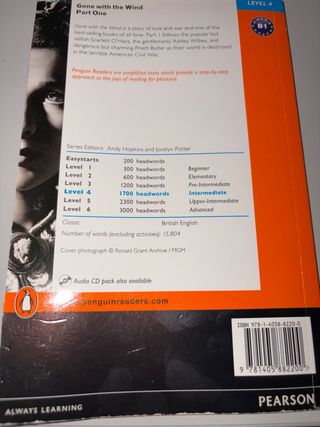 Gone with the Wind
Part One
LEVEL 4
B1
Gone with the Wind is a story of love and war and one of the
best-selling books of all time. Part 1 follows the popular but
selfish Scarlett O'Hara, the gentlemanly Ashley Wilkes, and
dangerous but charming Rhett Butler as their world is destroyed
in the terrible American Civil War.
Penguin Readers are simplified texts which provide a step-by-step
approach to the joys of reading for pleasure.
Series Editors: Andy Hopkins and Jocelyn Potter
Easystarts 200 headwords
Level 1 300 headwords Beginner
Level 2 600 headwords Elementary
Level 3 1200 headwords Pre-Intermediate
Level 4 1700 headwords Intermediate
Level 5 2300 headwords Upper-Intermediate
Level 6 3000 headwords Advanced
Classic British English
Number of words (excluding activities): 15,804
Cover photograph © Ronald Grant Archive / MGM
Audio CD pack also available
penguinreaders.com
ISBN 978-1-4058-8220-0
9 781405 882200 >
ALWAYS LEARNING
PEARSON